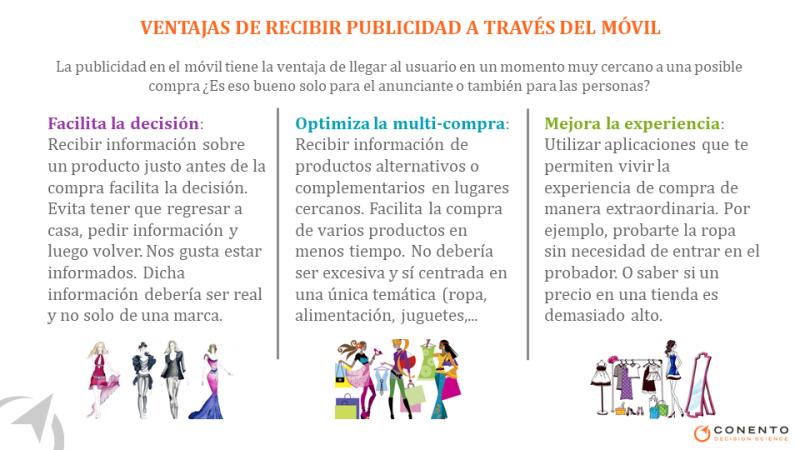 VENTAJAS DE RECIBIR PUBLICIDAD A TRAVÉS DEL MÓVIL
La publicidad en el móvil tiene la ventaja de llegar al usuario en un momento muy cercano a una posible
compra ¿Es eso bueno solo para el anunciante o también para las personas?
Facilita la decisión:
Recibir información sobre
un producto justo antes de la
compra facilita la decisión.
Evita tener que regresar a
casa, pedir información y
luego volver. Nos gusta estar
informados. Dicha
información debería ser real
y no solo de una marca.
Optimiza la multi-compra:
Recibir información de
productos alternativos o
complementarios en lugares
cercanos. Facilita la compra
de varios productos en
menos tiempo. No debería
ser excesiva y sí centrada en
una única temática (ropa,
alimentación, juguetes,...
Mejora la experiencia:
Utilizar aplicaciones que te
permiten vivir la
experiencia de compra de
manera extraordinaria. Por
ejemplo, probarte la ropa
sin necesidad de entrar en el
probador. O saber si un
precio en una tienda es
demasiado alto.
CONENTO
DECISION SCIENCE